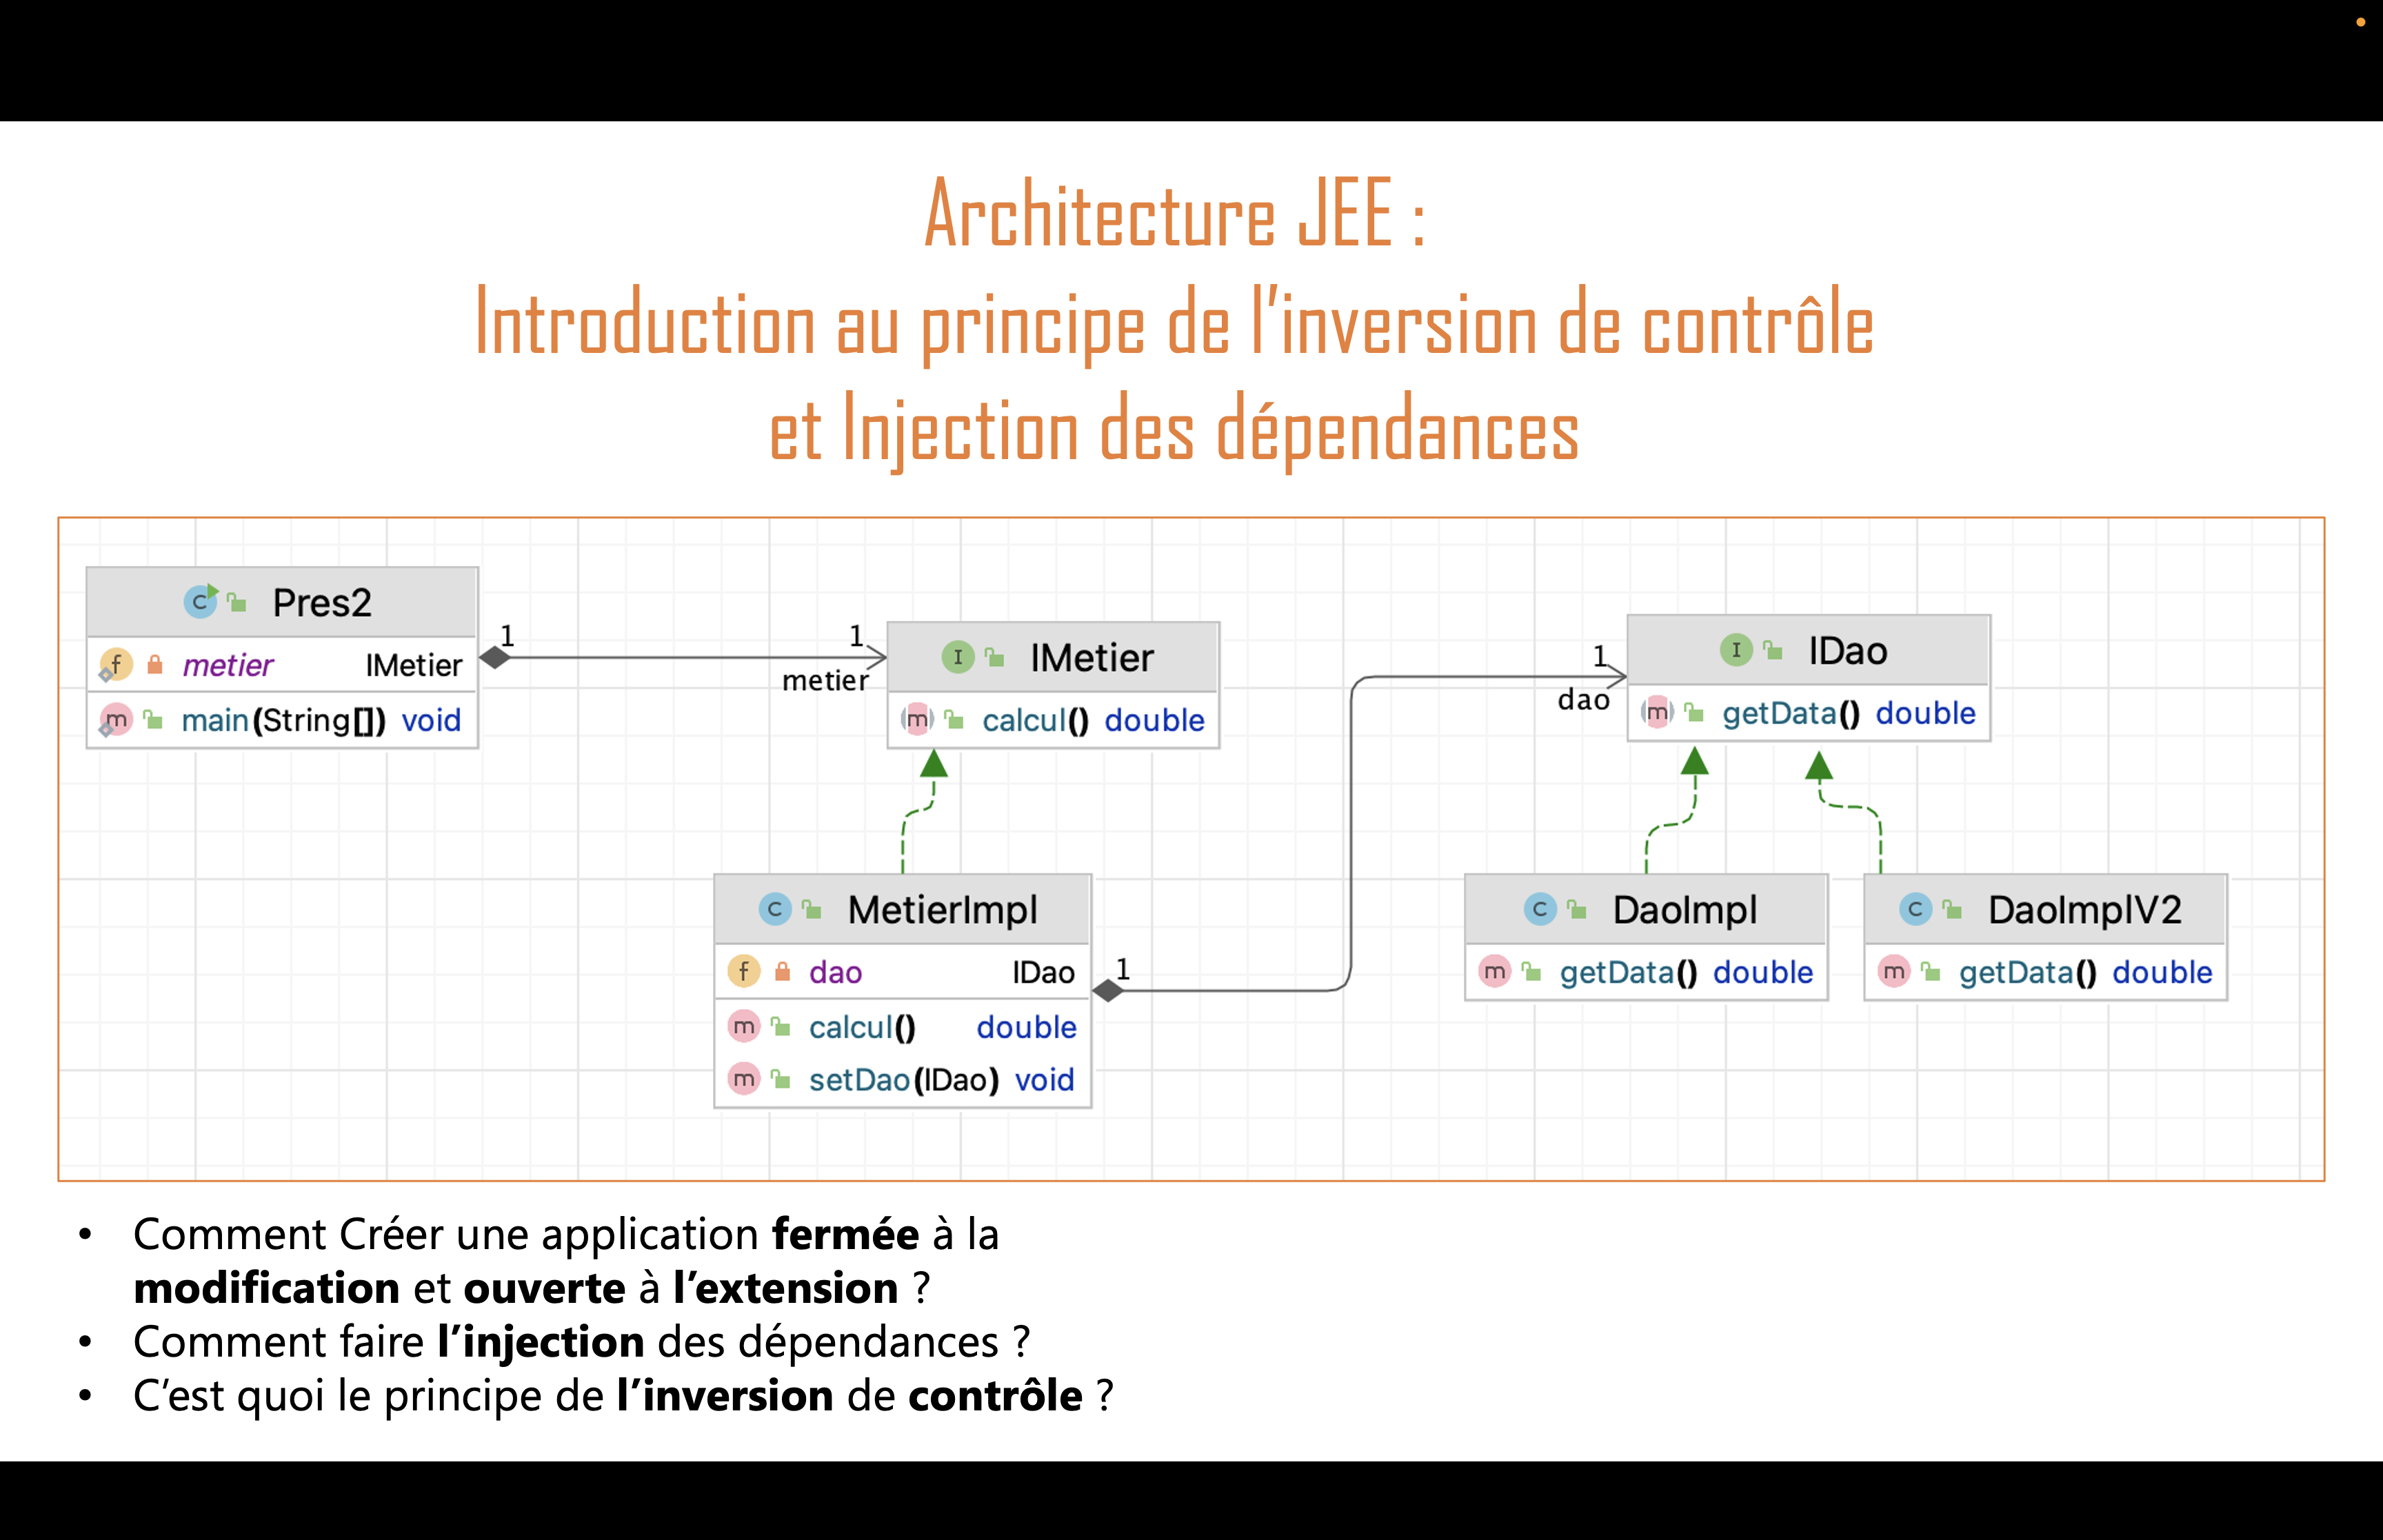 Architecture JEE :
Introduction au principe de l'inversion de contrôle
et Injection des dépendances
Pres2
metier IMetier
main(String[]) void
1
1
metier
IMetier
calcul() double
1
dao
IDao
getData() double
MetierImpl
dao IDao
calcul() double
setDao(IDao) void
1
DaoImpl
getData() double
DaoImplV2
getData() double
• Comment Créer une application fermée à la
modification et ouverte à l'extension ?
• Comment faire l'injection des dépendances ?
• C'est quoi le principe de l'inversion de contrôle ?